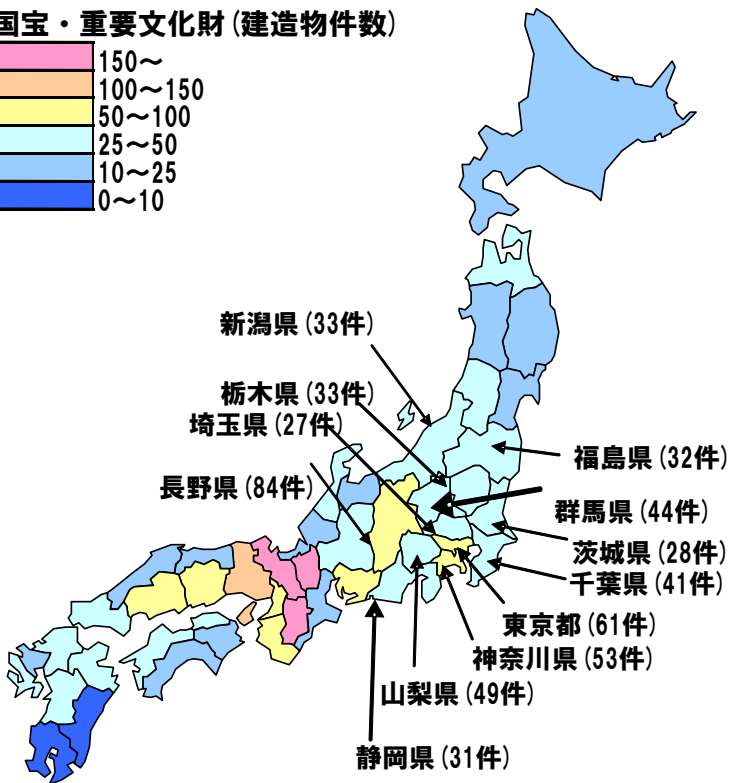 国宝・重要文化財(建造物件数)
150～
100～150
50～100
25～50
10～25
0～10
新潟県(33件)
栃木県(33件)
埼玉県(27件)
長野県(84件)
福島県(32件)
群馬県(44件)
茨城県(28件)
千葉県(41件)
東京都(61件)
神奈川県(53件)
山梨県(49件)
静岡県(31件)